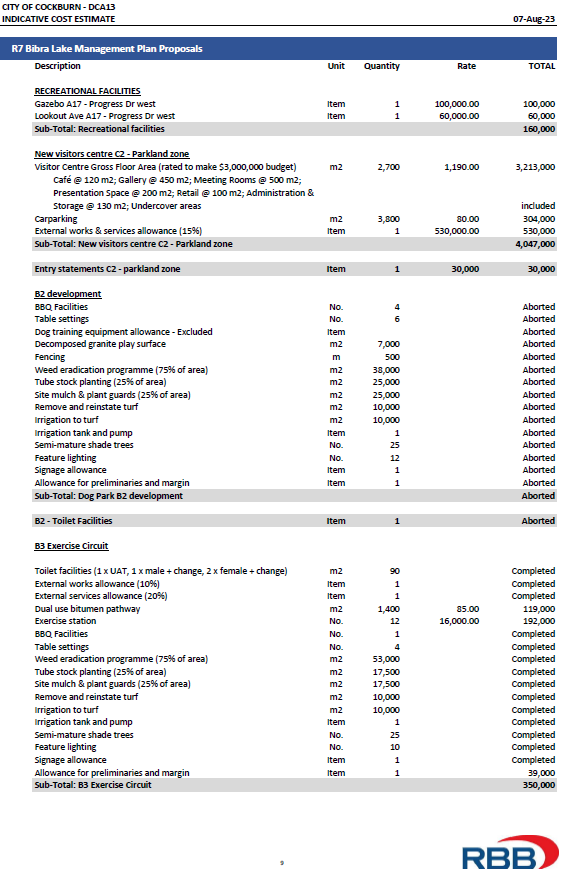 CITY OF COCKBURN - DCA13
INDICATIVE COST ESTIMATE 07-Aug-23
R7 Bibra Lake Management Plan Proposals
Description Unit Quantity Rate TOTAL
RECREATIONAL FACILITIES
Gazebo A17 - Progress Dr west Item 1 100,000.00 100,000
Lookout Ave A17 - Progress Dr west Item 1 60,000.00 60,000
Sub-Total: Recreational facilities 160,000
New visitors centre C2 - Parkland zone
Visitor Centre Gross Floor Area (rated to make $3,000,000 budget) m2 2,700 1,190.00 3,213,000
Café @ 120 m2; Gallery @ 450 m2; Meeting Rooms @ 500 m2;
Presentation Space @ 200 m2; Retail @ 100 m2; Administration &
Storage @ 130 m2; Undercover areas included
Carparking m2 3,800 80.00 304,000
External works & services allowance (15%) Item 1 530,000.00 530,000
Sub-Total: New visitors centre C2 - Parkland zone 4,047,000
Entry statements C2 - parkland zone Item 1 30,000 30,000
B2 development
BBQ Facilities No. 4 Aborted
Table settings No. 6 Aborted
Dog training equipment allowance - Excluded Item Aborted
Decomposed granite play surface m2 7,000 Aborted
Fencing m 500 Aborted
Weed eradication programme (75% of area) m2 38,000 Aborted
Tube stock planting (25% of area) m2 25,000 Aborted
Site mulch & plant guards (25% of area) m2 25,000 Aborted
Remove and reinstate turf m2 10,000 Aborted
Irrigation to turf m2 10,000 Aborted
Irrigation tank and pump Item 1 Aborted
Semi-mature shade trees No. 25 Aborted
Feature lighting No. 12 Aborted
Signage allowance Item 1 Aborted
Allowance for preliminaries and margin Item 1 Aborted
Sub-Total: Dog Park B2 development Aborted
B2 - Toilet Facilities Item 1 Aborted
B3 Exercise Circuit
Toilet facilities (1 x UAT, 1 x male + change, 2 x female + change) m2 90 Completed
External works allowance (10%) Item 1 Completed
External services allowance (20%) Item 1 Completed
Dual use bitumen pathway m2 1,400 85.00 119,000
Exercise station No. 12 16,000.00 192,000
BBQ Facilities No. 1 Completed
Table settings No. 4 Completed
Weed eradication programme (75% of area) m2 53,000 Completed
Tube stock planting (25% of area) m2 17,500 Completed
Site mulch & plant guards (25% of area) m2 17,500 Completed
Remove and reinstate turf m2 10,000 Completed
Irrigation to turf m2 10,000 Completed
Irrigation tank and pump Item 1 Completed
Semi-mature shade trees No. 25 Completed
Feature lighting No. 10 Completed
Signage allowance Item 1 Completed
Allowance for preliminaries and margin Item 1 39,000
Sub-Total: B3 Exercise Circuit 350,000
9
RBB